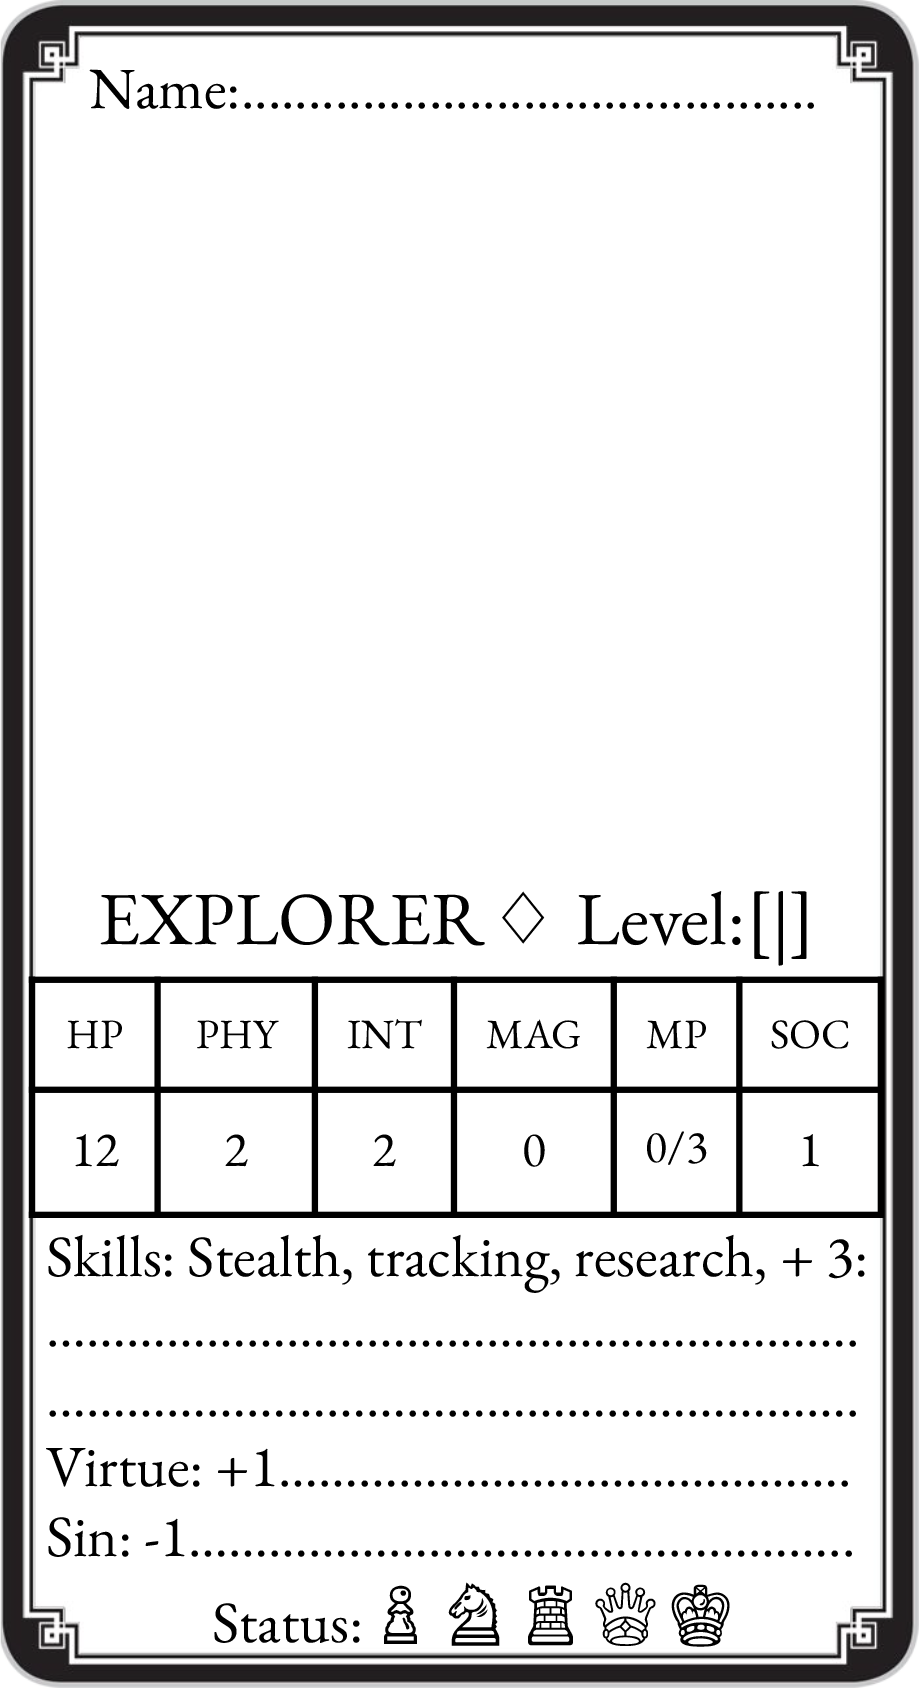 Name:...........................................
EXPLORER ♢ Level:[|]
HP PHY INT MAG MP SOC
12 2 2 0 0/3 1
Skills: Stealth, tracking, research, + 3:
.............................................................
.............................................................
Virtue: +1...........................................
Sin: -1..................................................
Status: ♙ ♘ ♖ ♕ ♔